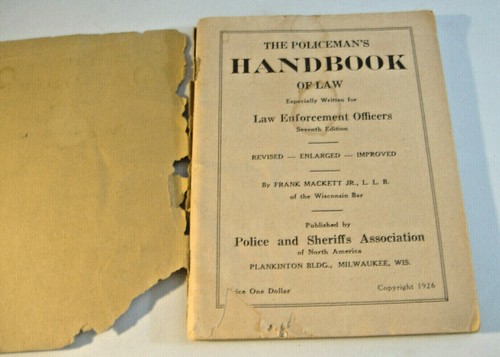 THE POLICEMAN'S
HANDBOOK
OF LAW
Especially Written for
Law Enforcement Officers
Seventh Edition
REVISED — ENLARGED — IMPROVED
By FRANK MACKETT JR., L. L. B.
of the Wisconsin Bar
Published by
Police and Sheriffs Association
of North America
PLANKINTON BLDG., MILWAUKEE, WIS.
One Dollar Copyright 1926